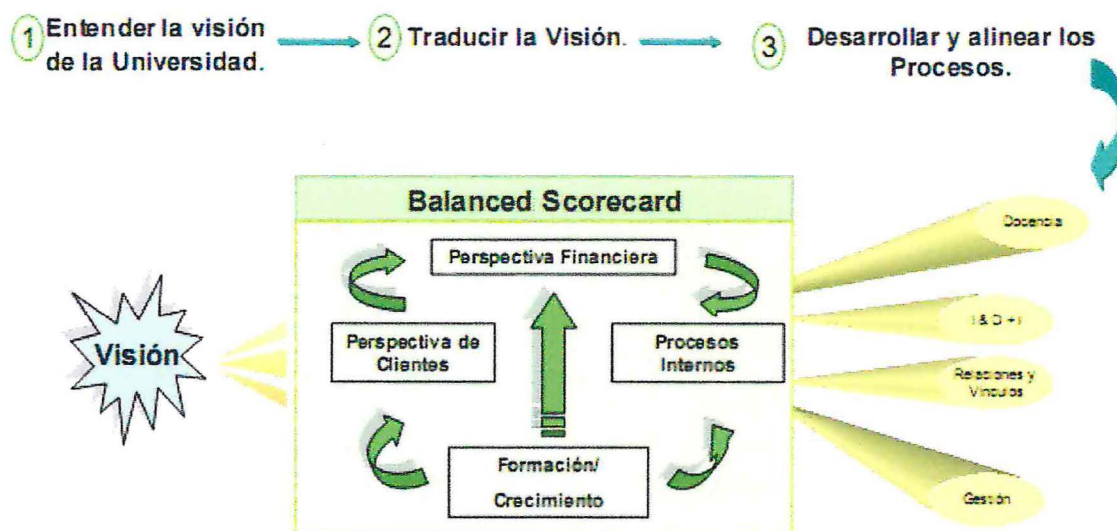 1 Entender la visión
de la Universidad.
2 Traducir la Visión.
3 Desarrollar y alinear los
Procesos.
Balanced Scorecard
Perspectiva Financiera
Perspectiva de
Clientes
Procesos
Internos
Formación/
Crecimiento
Visión
Docencia
I & D + I
Relaciones y
Vínculos
Gestión